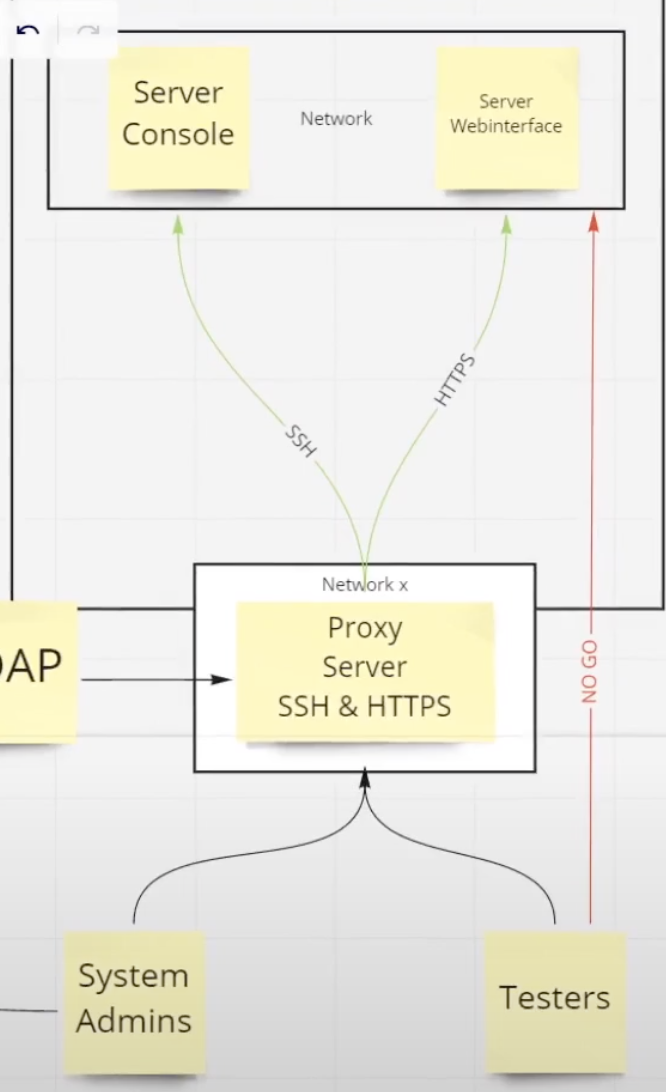 Server
Console
Network
Server
Webinterface
SSH
HTTPS
Network x
Proxy
Server
SSH & HTTPS
DAP
NO GO
System
Admins
Testers